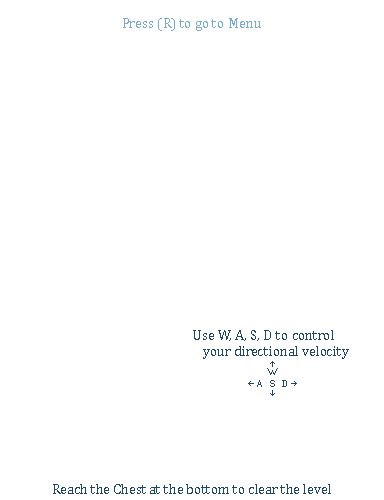 Press (R) to go to Menu
Use W, A, S, D to control
your directional velocity
↑
W
← A S D →
↓
Reach the Chest at the bottom to clear the level